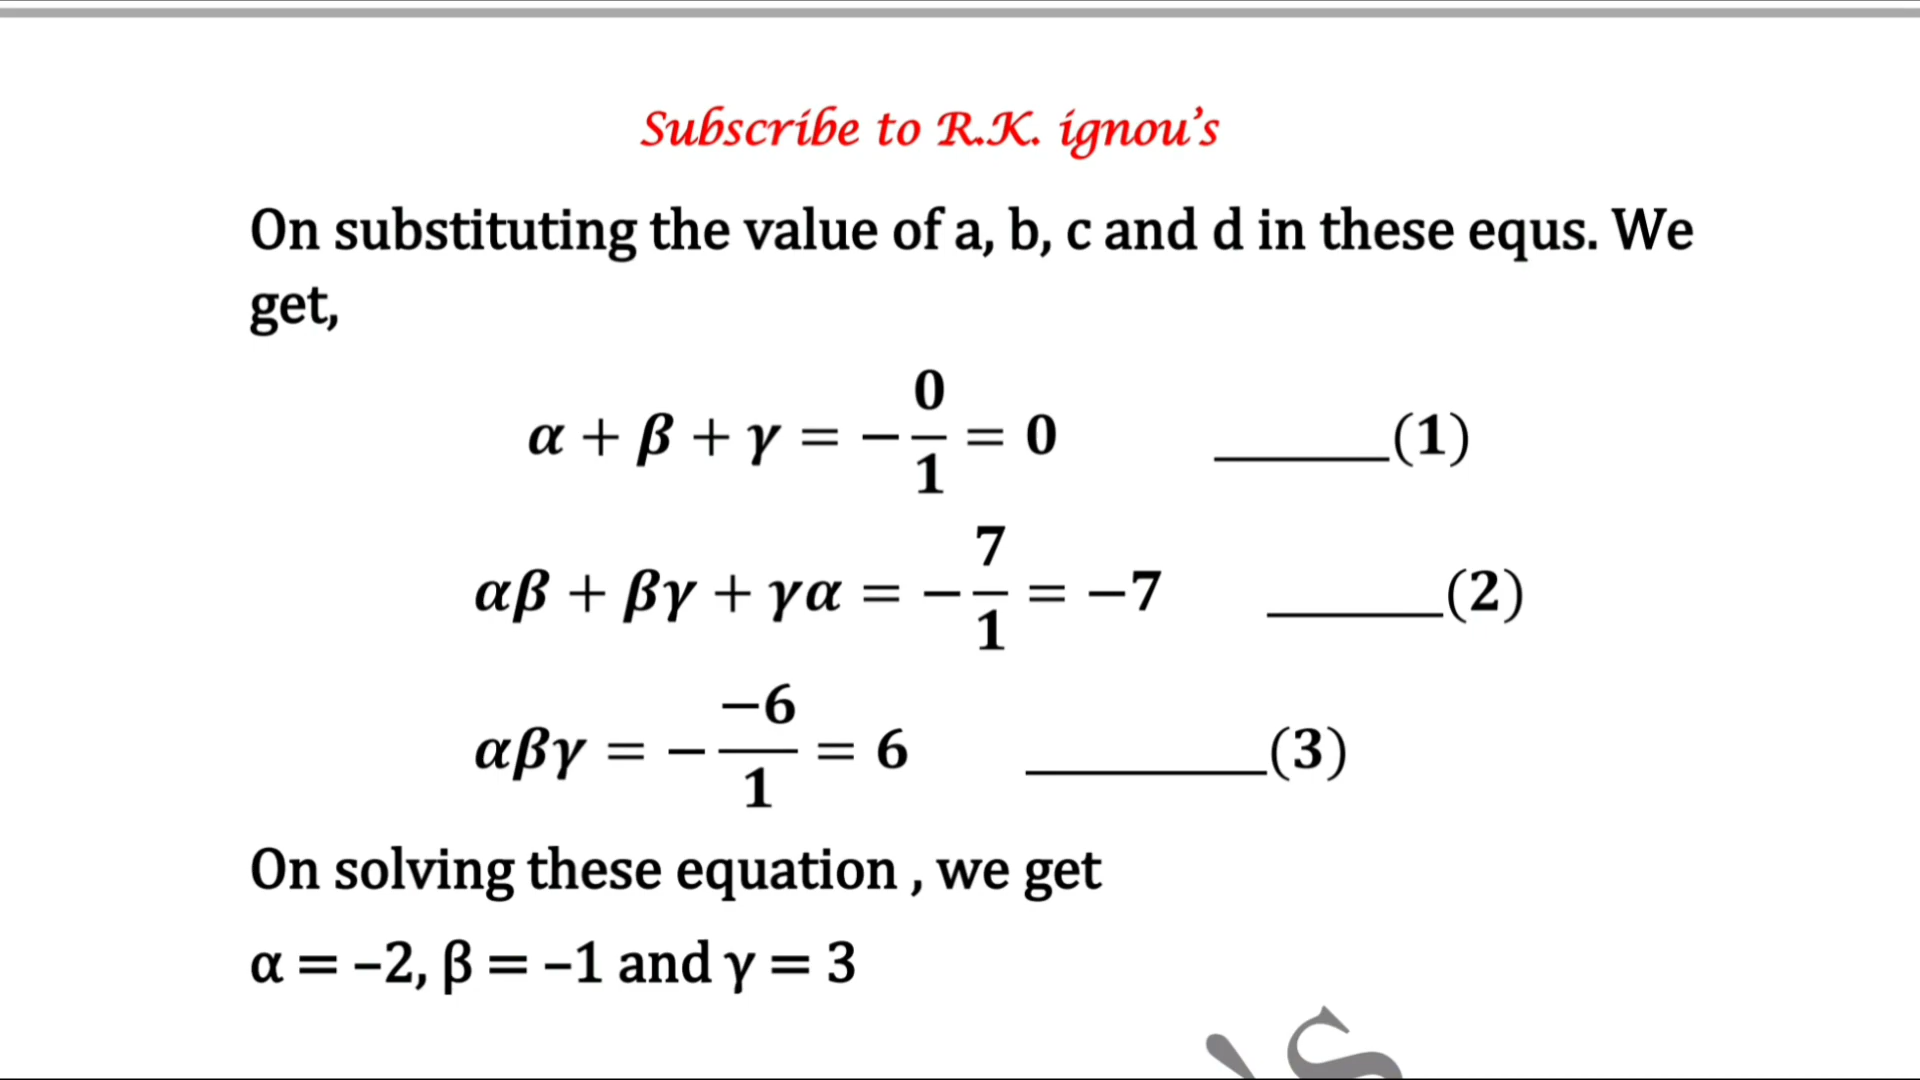 Subscribe to R.K. ignou's
On substituting the value of a, b, c and d in these equs. We
get,
α + β + γ = −0/1 = 0 ______(1)
αβ + βγ + γα = −7/1 = −7 ______(2)
αβγ = −−6/1 = 6 ________(3)
On solving these equation , we get
α = –2, β = –1 and γ = 3